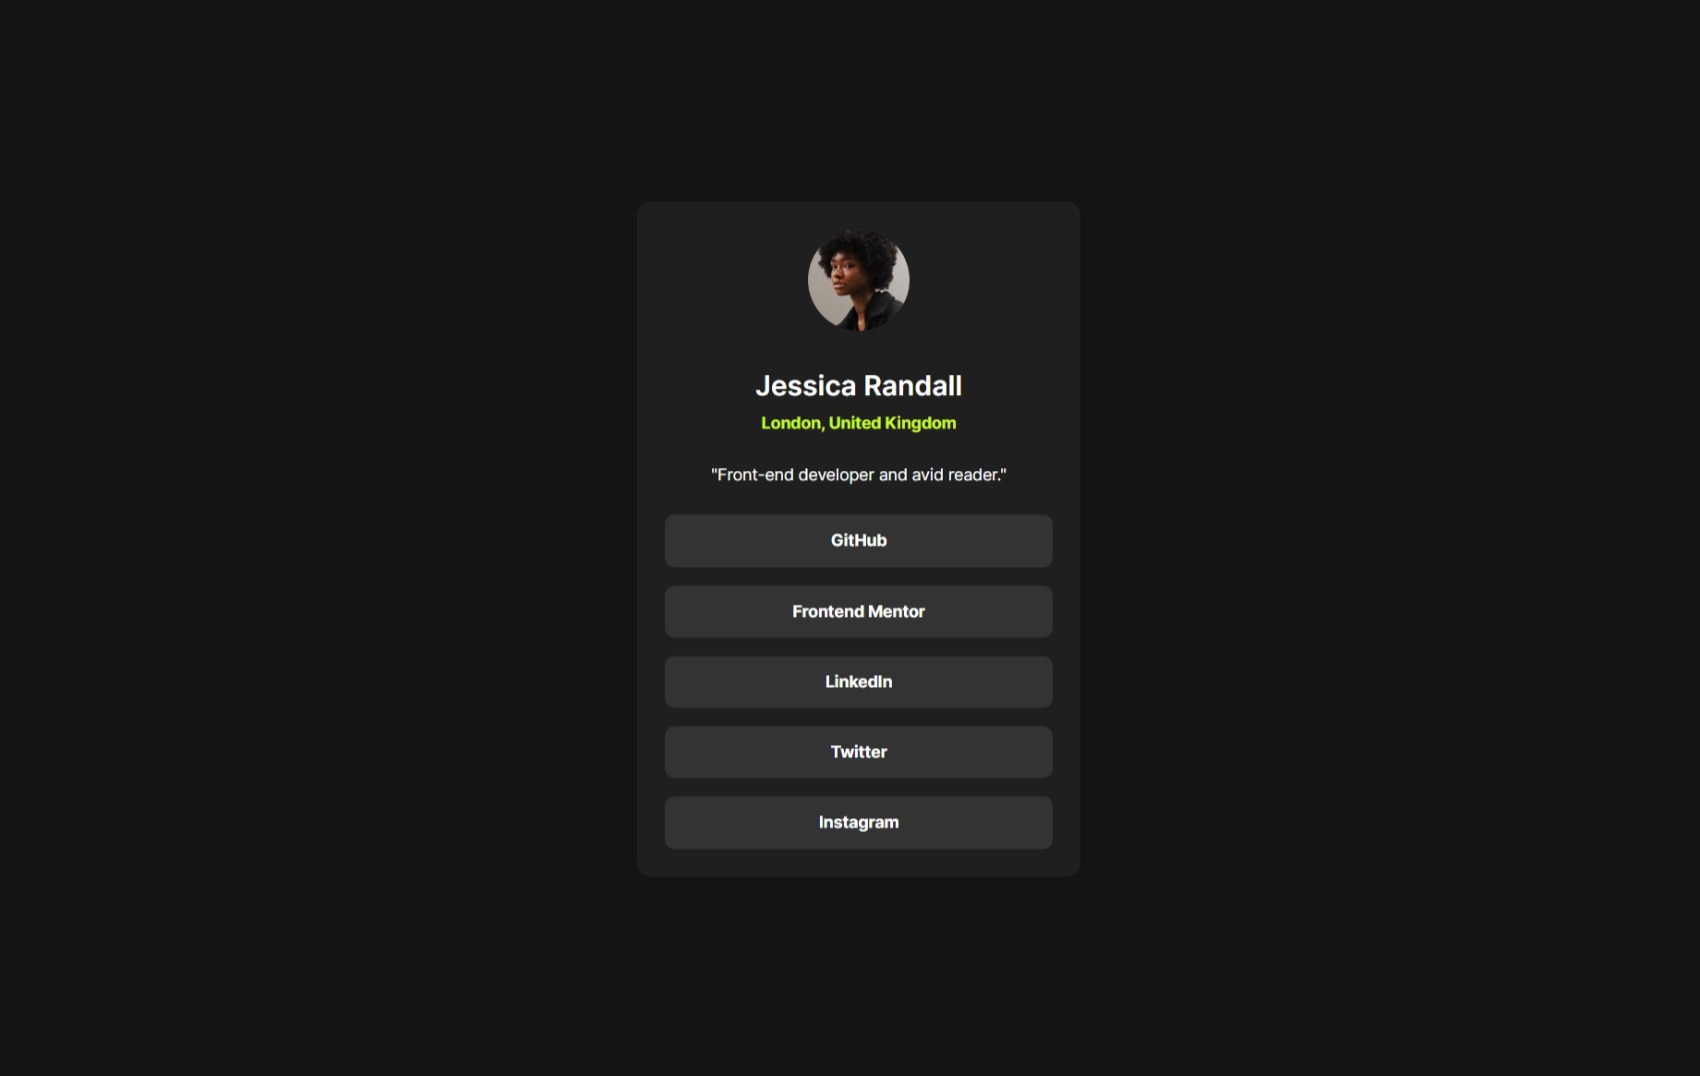 Jessica Randall
London, United Kingdom
"Front-end developer and avid reader."
GitHub
Frontend Mentor
LinkedIn
Twitter
Instagram